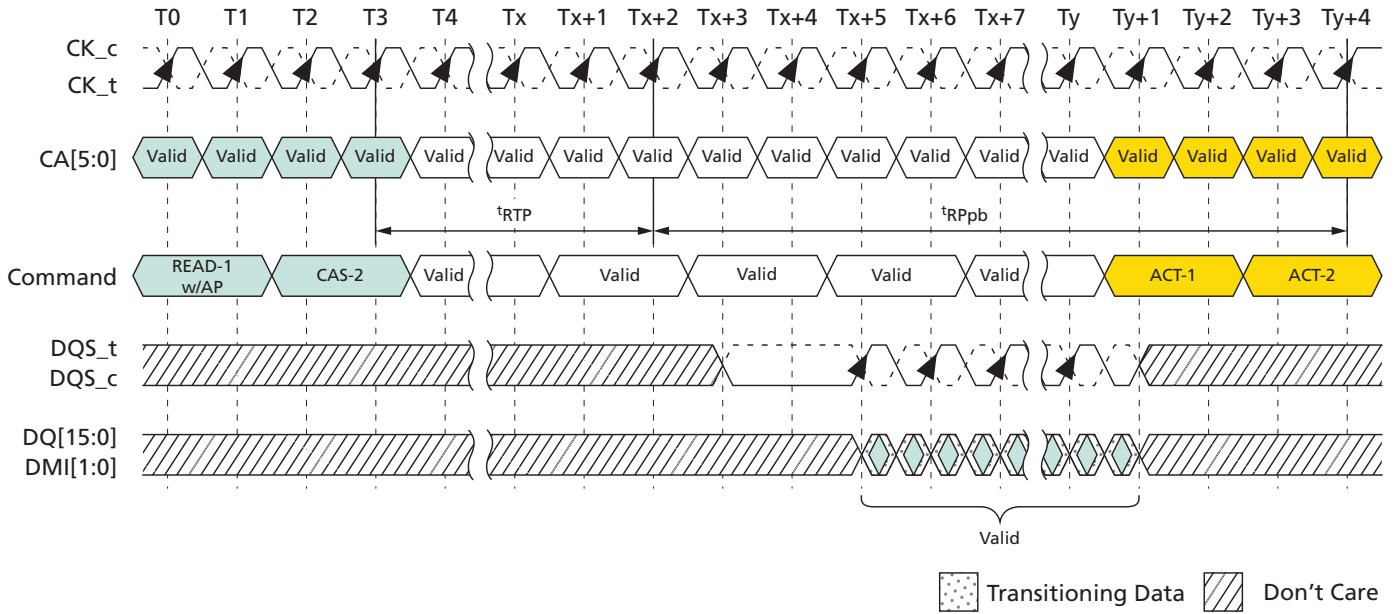 T0 T1 T2 T3 T4 Tx Tx+1 Tx+2 Tx+3 Tx+4 Tx+5 Tx+6 Tx+7 Ty Ty+1 Ty+2 Ty+3 Ty+4
CK_c
CK_t
CA[5:0] Valid Valid Valid Valid Valid Valid Valid Valid Valid Valid Valid Valid Valid Valid Valid Valid Valid Valid
tRTP tRPpb
Command READ-1 w/AP CAS-2 Valid Valid Valid Valid Valid ACT-1 ACT-2
DQS_t
DQS_c
DQ[15:0]
DMI[1:0]
Valid
Transitioning Data Don't Care